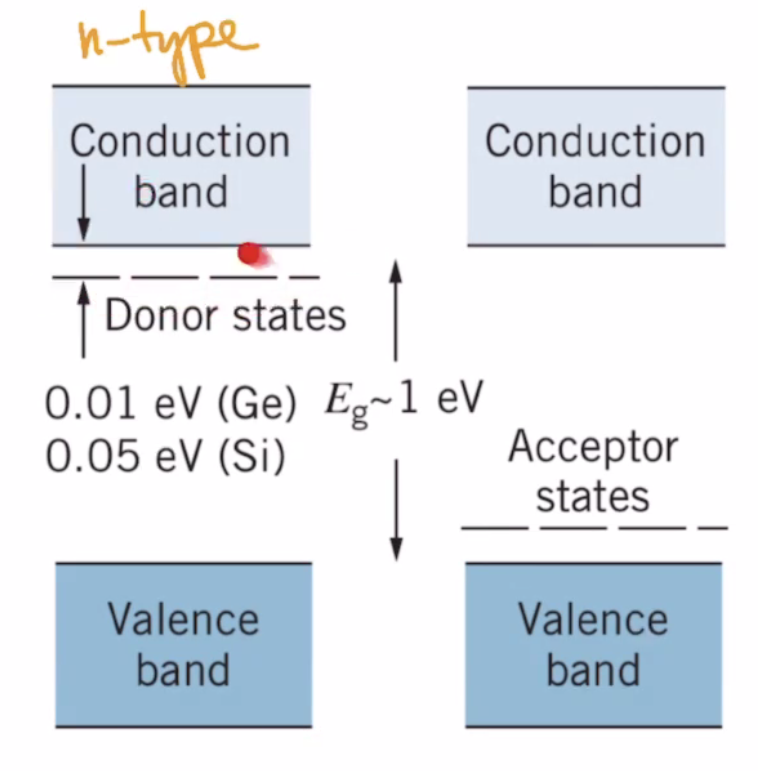 n-type
Conduction
band
Donor states
0.01 eV (Ge)
0.05 eV (Si)
Eg~1 eV
Valence
band
Conduction
band
Acceptor
states
Valence
band